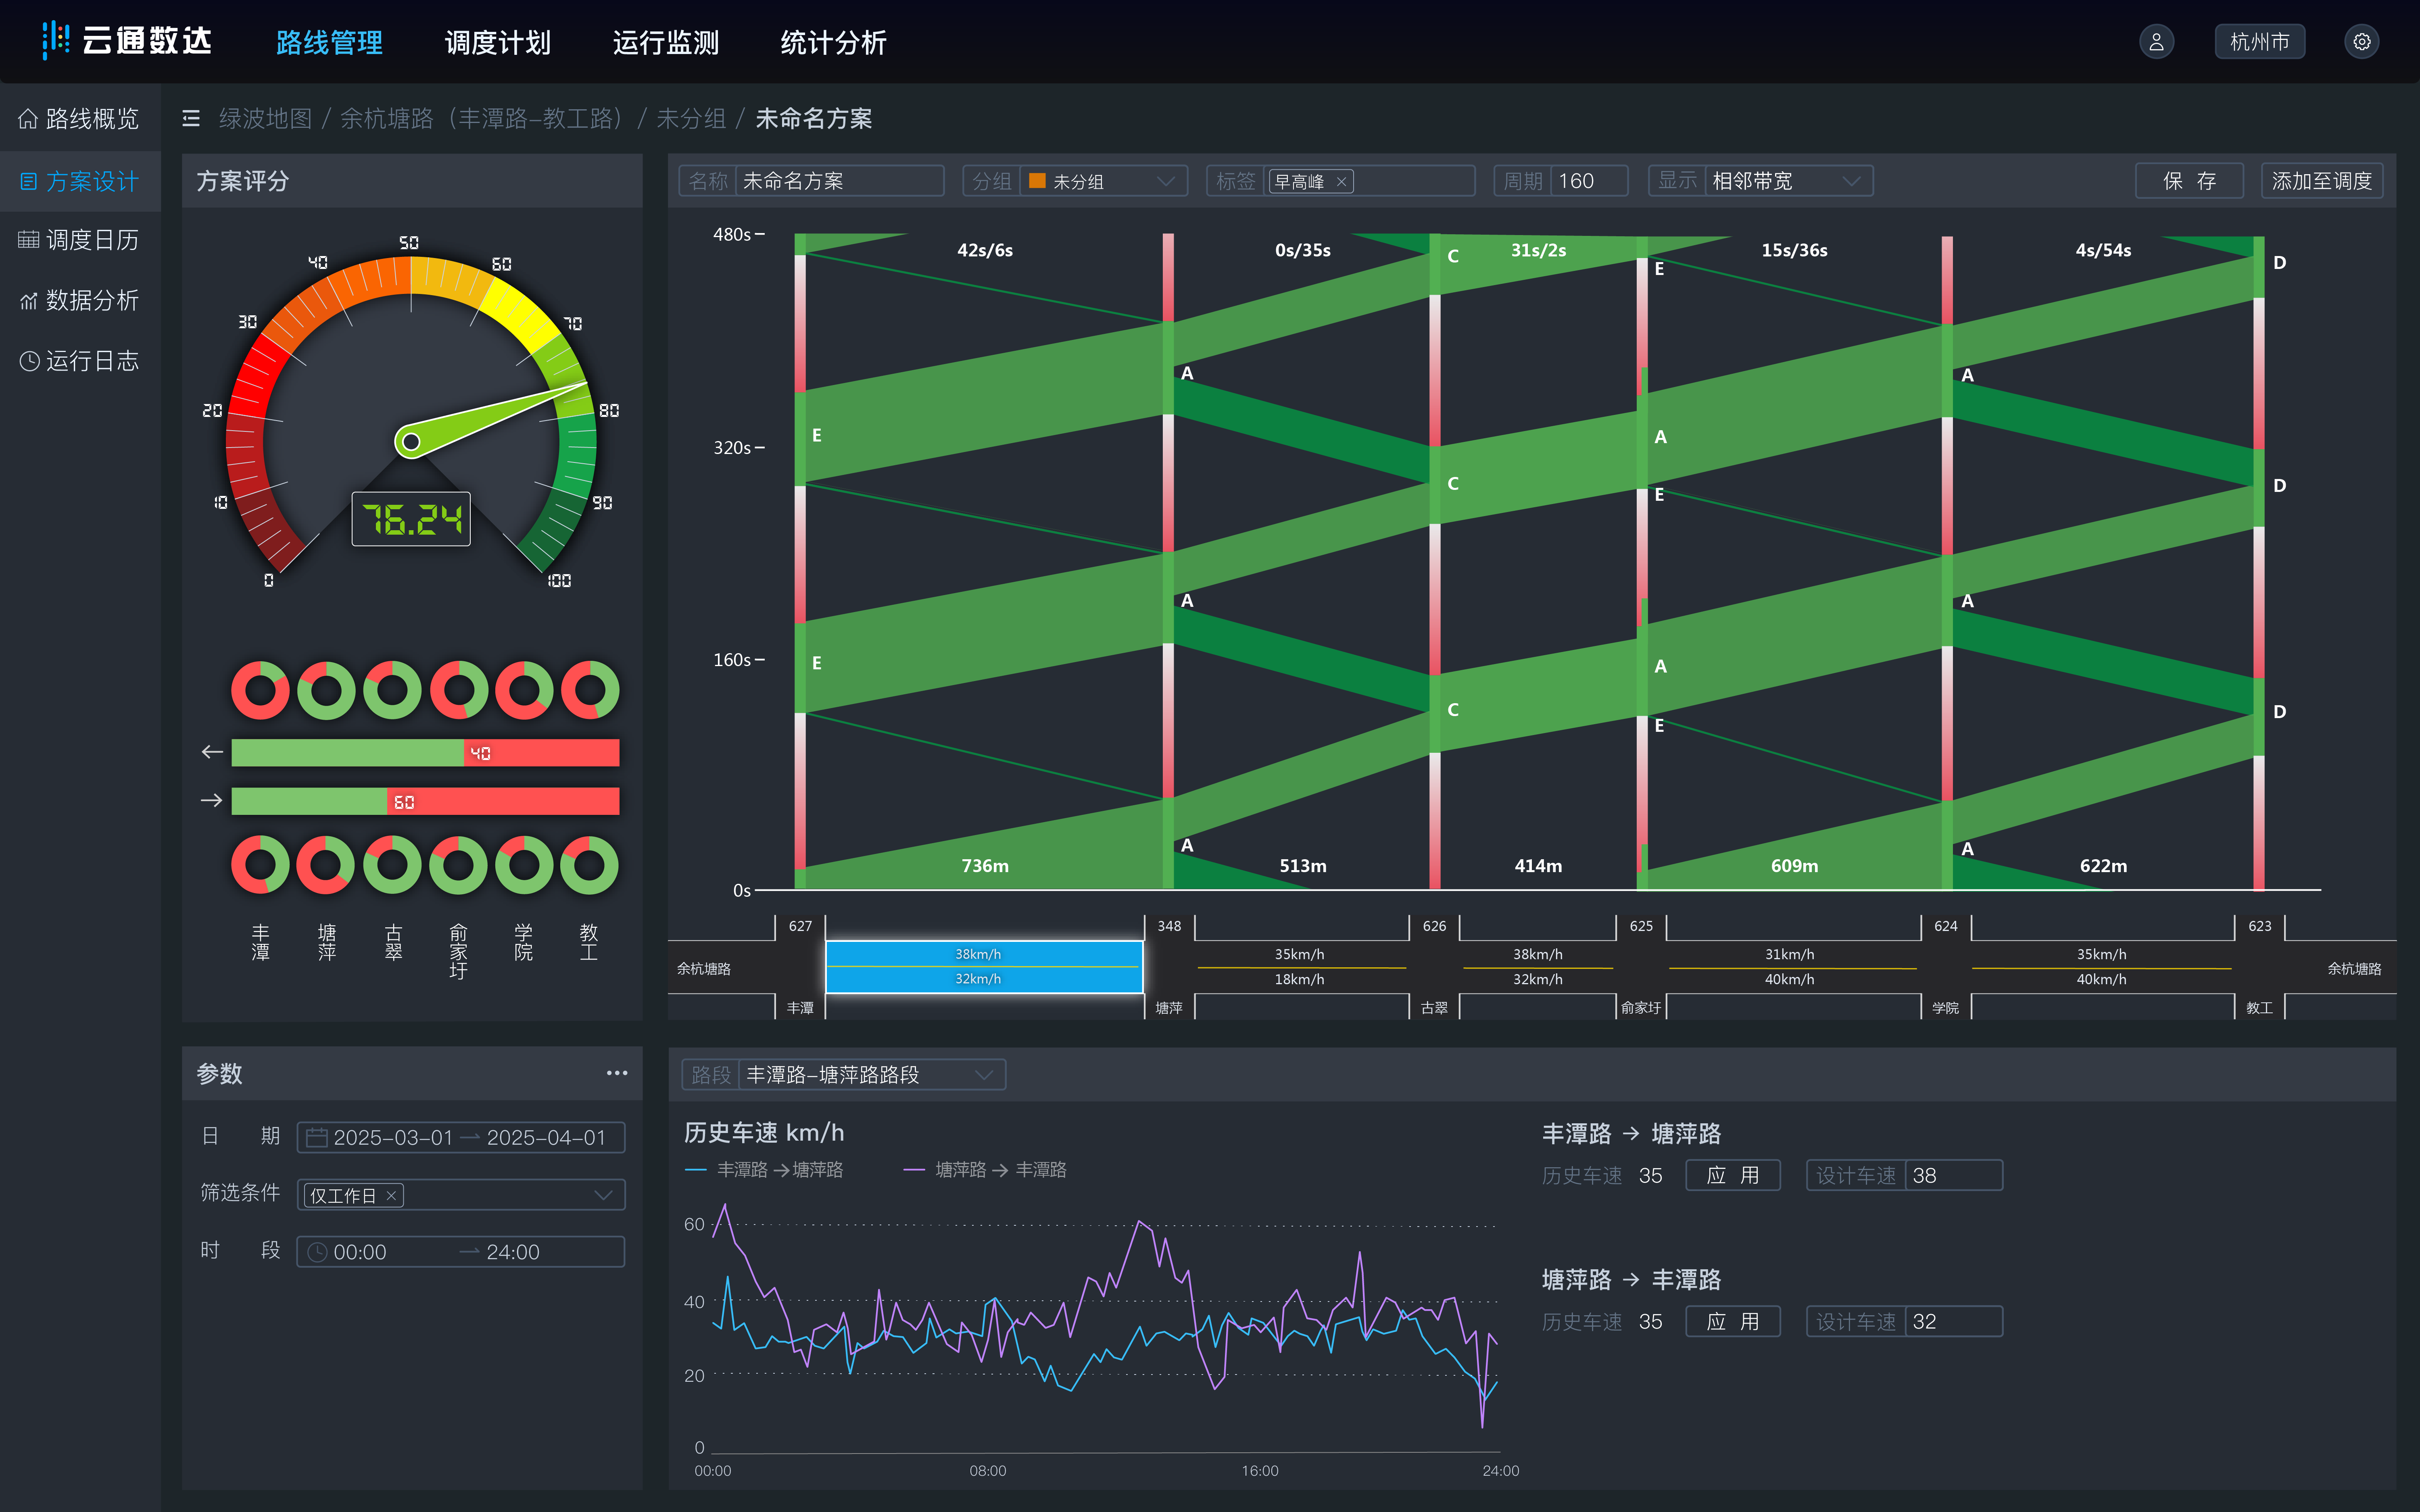 云通数达 路线管理 调度计划 运行监测 统计分析 杭州市
路线概览
方案设计
调度日历
数据分析
运行日志
绿波地图 / 余杭塘路（丰潭路-教工路） / 未分组 / 未命名方案
方案评分
0 10 20 30 40 50 60 70 80 90 100
76.24
← 40
→ 60
丰潭 塘萍 古翠 俞家圩 学院 教工
名称 未命名方案 分组 未分组 标签 早高峰 × 周期 160 显示 相邻带宽 保 存 添加至调度
480s 42s/6s 0s/35s 31s/2s 15s/36s 4s/54s
C E D
A A
320s E A
C E D
A A
160s E A
C E D
A A
736m 513m 414m 609m 622m
0s
627 348 626 625 624 623
38km/h 35km/h 38km/h 31km/h 35km/h
余杭塘路 余杭塘路
32km/h 18km/h 32km/h 40km/h 40km/h
丰潭 塘萍 古翠 俞家圩 学院 教工
参数 •••
日 期 2025-03-01 → 2025-04-01
筛选条件 仅工作日 ×
时 段 00:00 → 24:00
路段 丰潭路-塘萍路路段
历史车速 km/h
丰潭路→塘萍路 塘萍路→丰潭路
60
40
20
0
00:00 08:00 16:00 24:00
丰潭路 → 塘萍路
历史车速 35 应 用 设计车速 38
塘萍路 → 丰潭路
历史车速 35 应 用 设计车速 32